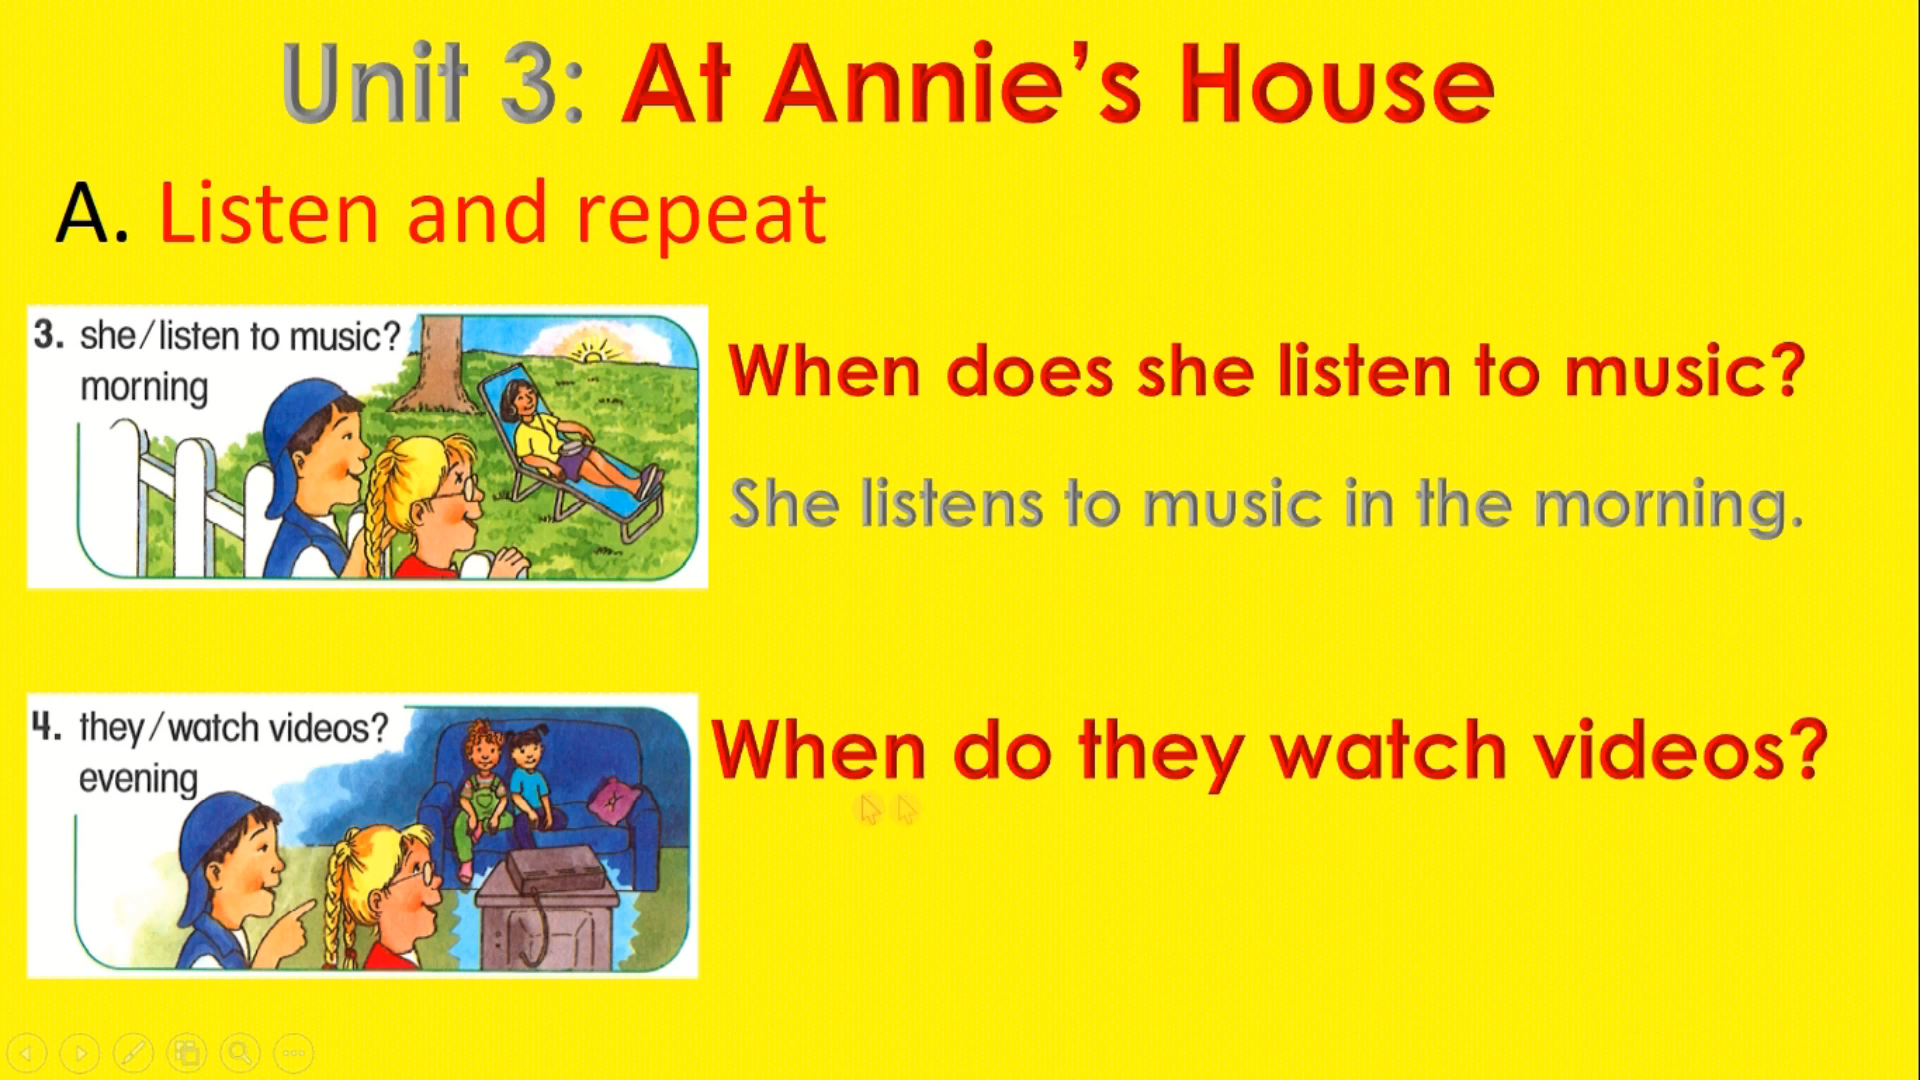 Unit 3: At Annie’s House
A. Listen and repeat
3. she/listen to music?
morning
When does she listen to music?
She listens to music in the morning.
4. they/watch videos?
evening
When do they watch videos?